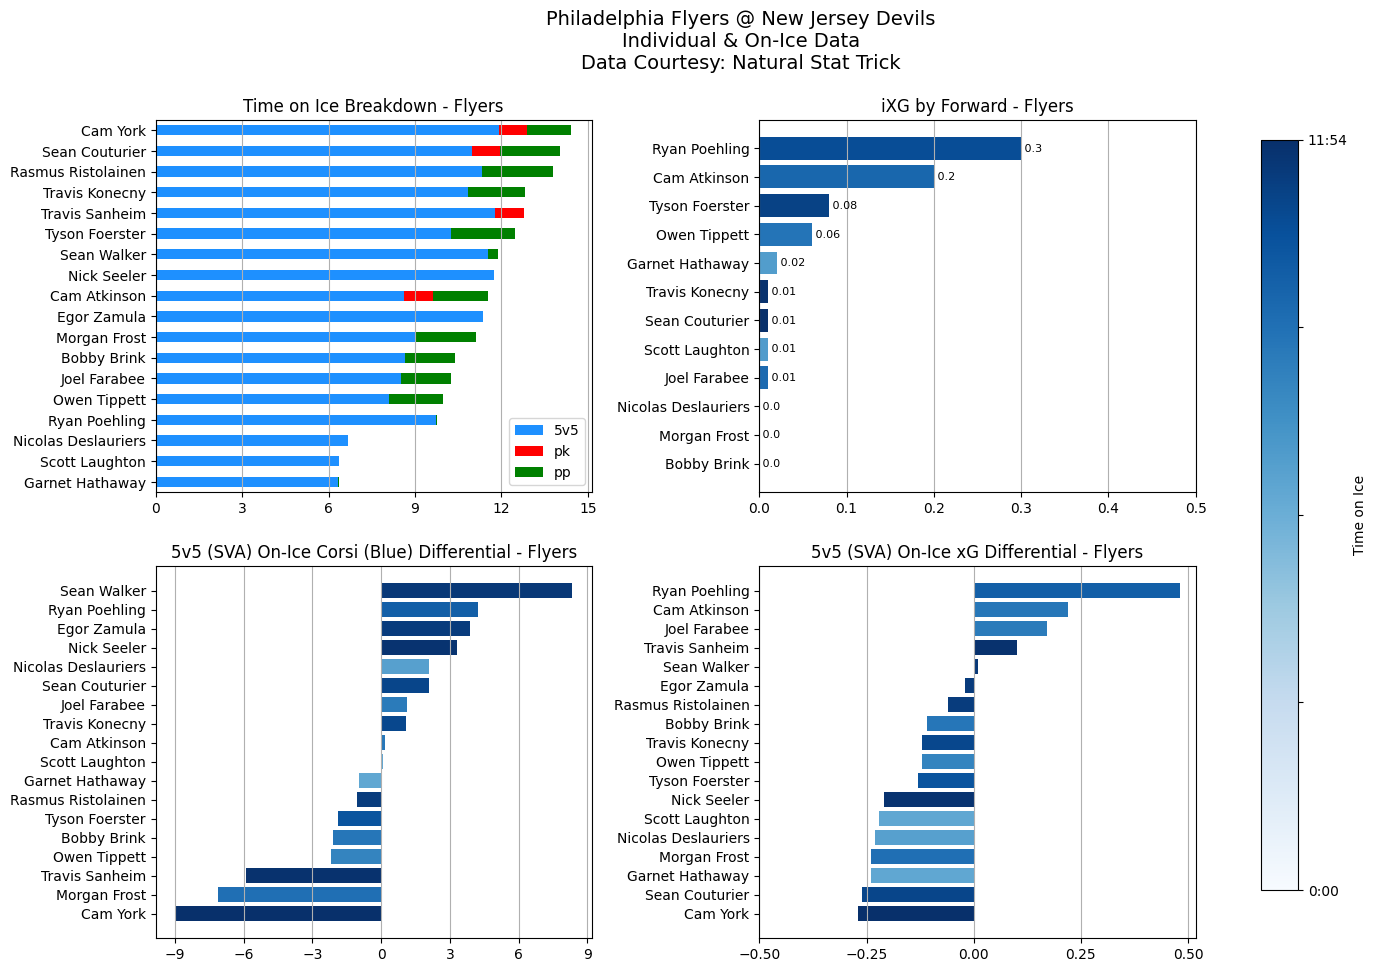 Philadelphia Flyers @ New Jersey Devils
Individual & On-Ice Data
Data Courtesy: Natural Stat Trick
Time on Ice Breakdown - Flyers
Cam York
Sean Couturier
Rasmus Ristolainen
Travis Konecny
Travis Sanheim
Tyson Foerster
Sean Walker
Nick Seeler
Cam Atkinson
Egor Zamula
Morgan Frost
Bobby Brink
Joel Farabee
Owen Tippett
Ryan Poehling
Nicolas Deslauriers
Scott Laughton
Garnet Hathaway
5v5
pk
pp
0 3 6 9 12 15
iXG by Forward - Flyers
Ryan Poehling 0.3
Cam Atkinson 0.2
Tyson Foerster 0.08
Owen Tippett 0.06
Garnet Hathaway 0.02
Travis Konecny 0.01
Sean Couturier 0.01
Scott Laughton 0.01
Joel Farabee 0.01
Nicolas Deslauriers 0.0
Morgan Frost 0.0
Bobby Brink 0.0
0.0 0.1 0.2 0.3 0.4 0.5
5v5 (SVA) On-Ice Corsi (Blue) Differential - Flyers
Sean Walker
Ryan Poehling
Egor Zamula
Nick Seeler
Nicolas Deslauriers
Sean Couturier
Joel Farabee
Travis Konecny
Cam Atkinson
Scott Laughton
Garnet Hathaway
Rasmus Ristolainen
Tyson Foerster
Bobby Brink
Owen Tippett
Travis Sanheim
Morgan Frost
Cam York
−9 −6 −3 0 3 6 9
5v5 (SVA) On-Ice xG Differential - Flyers
Ryan Poehling
Cam Atkinson
Joel Farabee
Travis Sanheim
Sean Walker
Egor Zamula
Rasmus Ristolainen
Bobby Brink
Travis Konecny
Owen Tippett
Tyson Foerster
Nick Seeler
Scott Laughton
Nicolas Deslauriers
Morgan Frost
Garnet Hathaway
Sean Couturier
Cam York
−0.50 −0.25 0.00 0.25 0.50
11:54
Time on Ice
0:00